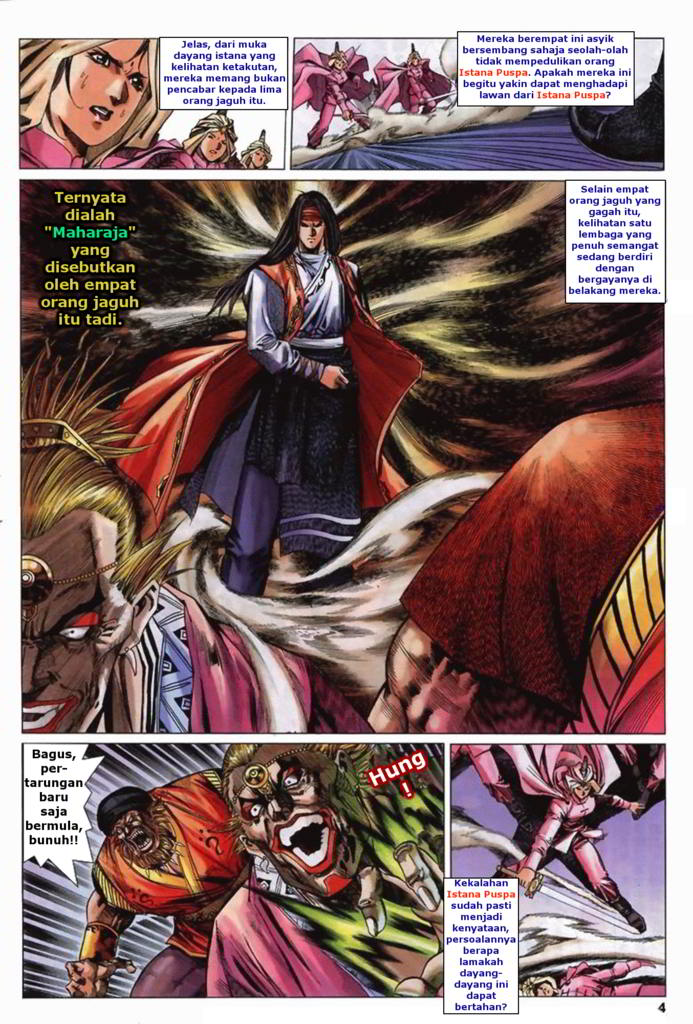 Jelas, dari muka
dayang istana yang
kelihatan ketakutan,
mereka memang bukan
pencabar kepada lima
orang jaguh itu.
Mereka berempat ini asyik
bersembang sahaja seolah-olah
tidak mempedulikan orang
Istana Puspa. Apakah mereka ini
begitu yakin dapat menghadapi
lawan dari Istana Puspa?
Ternyata
dialah
"Maharaja"
yang
disebutkan
oleh empat
orang jaguh
itu tadi.
Selain empat
orang jaguh yang
gagah itu,
kelihatan satu
lembaga yang
penuh semangat
sedang berdiri
dengan
bergayanya di
belakang mereka.
Bagus,
per-
tarungan
baru
saja
bermula,
bunuh!!
Hung
!
Kekalahan
Istana Puspa
sudah pasti
menjadi
kenyataan,
persoalannya
berapa
lamakah
dayang-
dayang ini
dapat
bertahan?
4